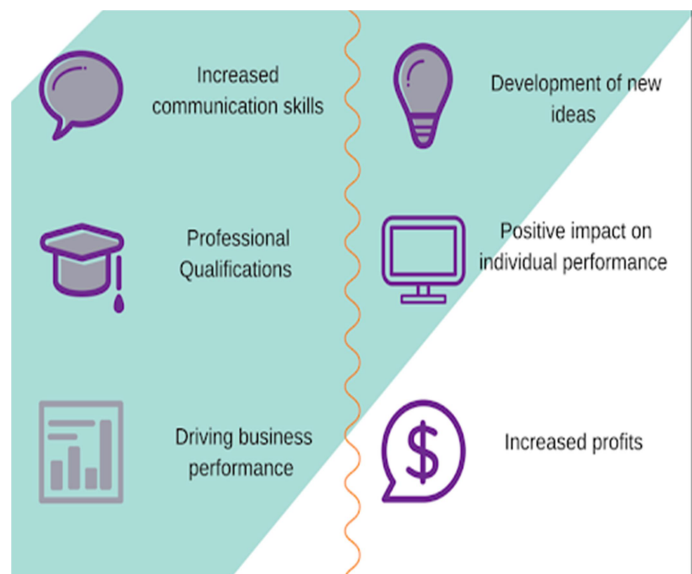 Increased
communication skills
Professional
Qualifications
Driving business
performance
Development of new
ideas
Positive impact on
individual performance
$
Increased profits